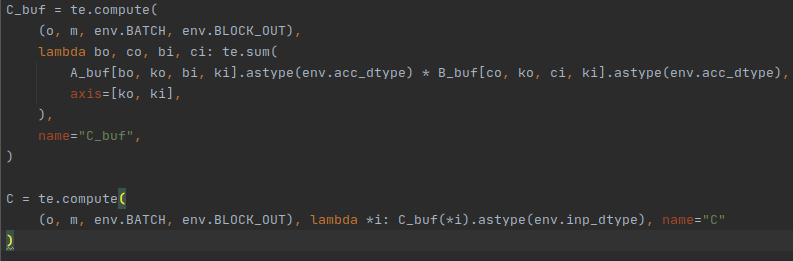 C_buf = te.compute(
    (o, m, env.BATCH, env.BLOCK_OUT),
    lambda bo, co, bi, ci: te.sum(
        A_buf[bo, ko, bi, ki].astype(env.acc_dtype) * B_buf[co, ko, ci, ki].astype(env.acc_dtype),
        axis=[ko, ki],
    ),
    name="C_buf",
)

C = te.compute(
    (o, m, env.BATCH, env.BLOCK_OUT), lambda *i: C_buf(*i).astype(env.inp_dtype), name="C"
)